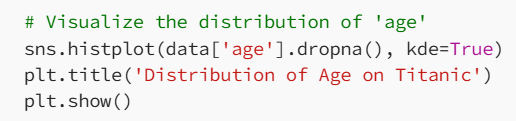 # Visualize the distribution of 'age'
sns.histplot(data['age'].dropna(), kde=True)
plt.title('Distribution of Age on Titanic')
plt.show()